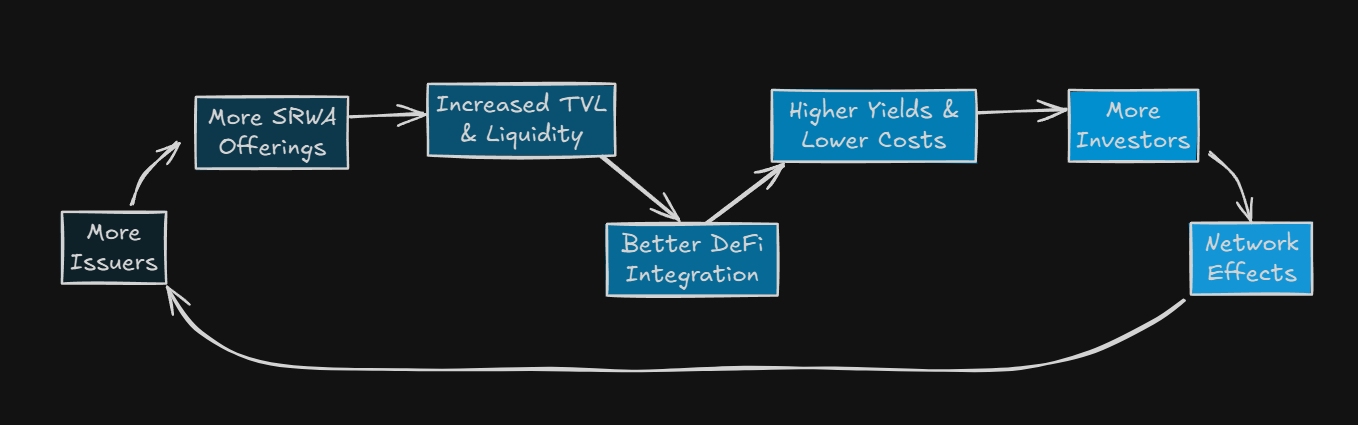 More
Issuers
More SRWA
Offerings
Increased TVL
& Liquidity
Better DeFi
Integration
Higher Yields &
Lower Costs
More
Investors
Network
Effects